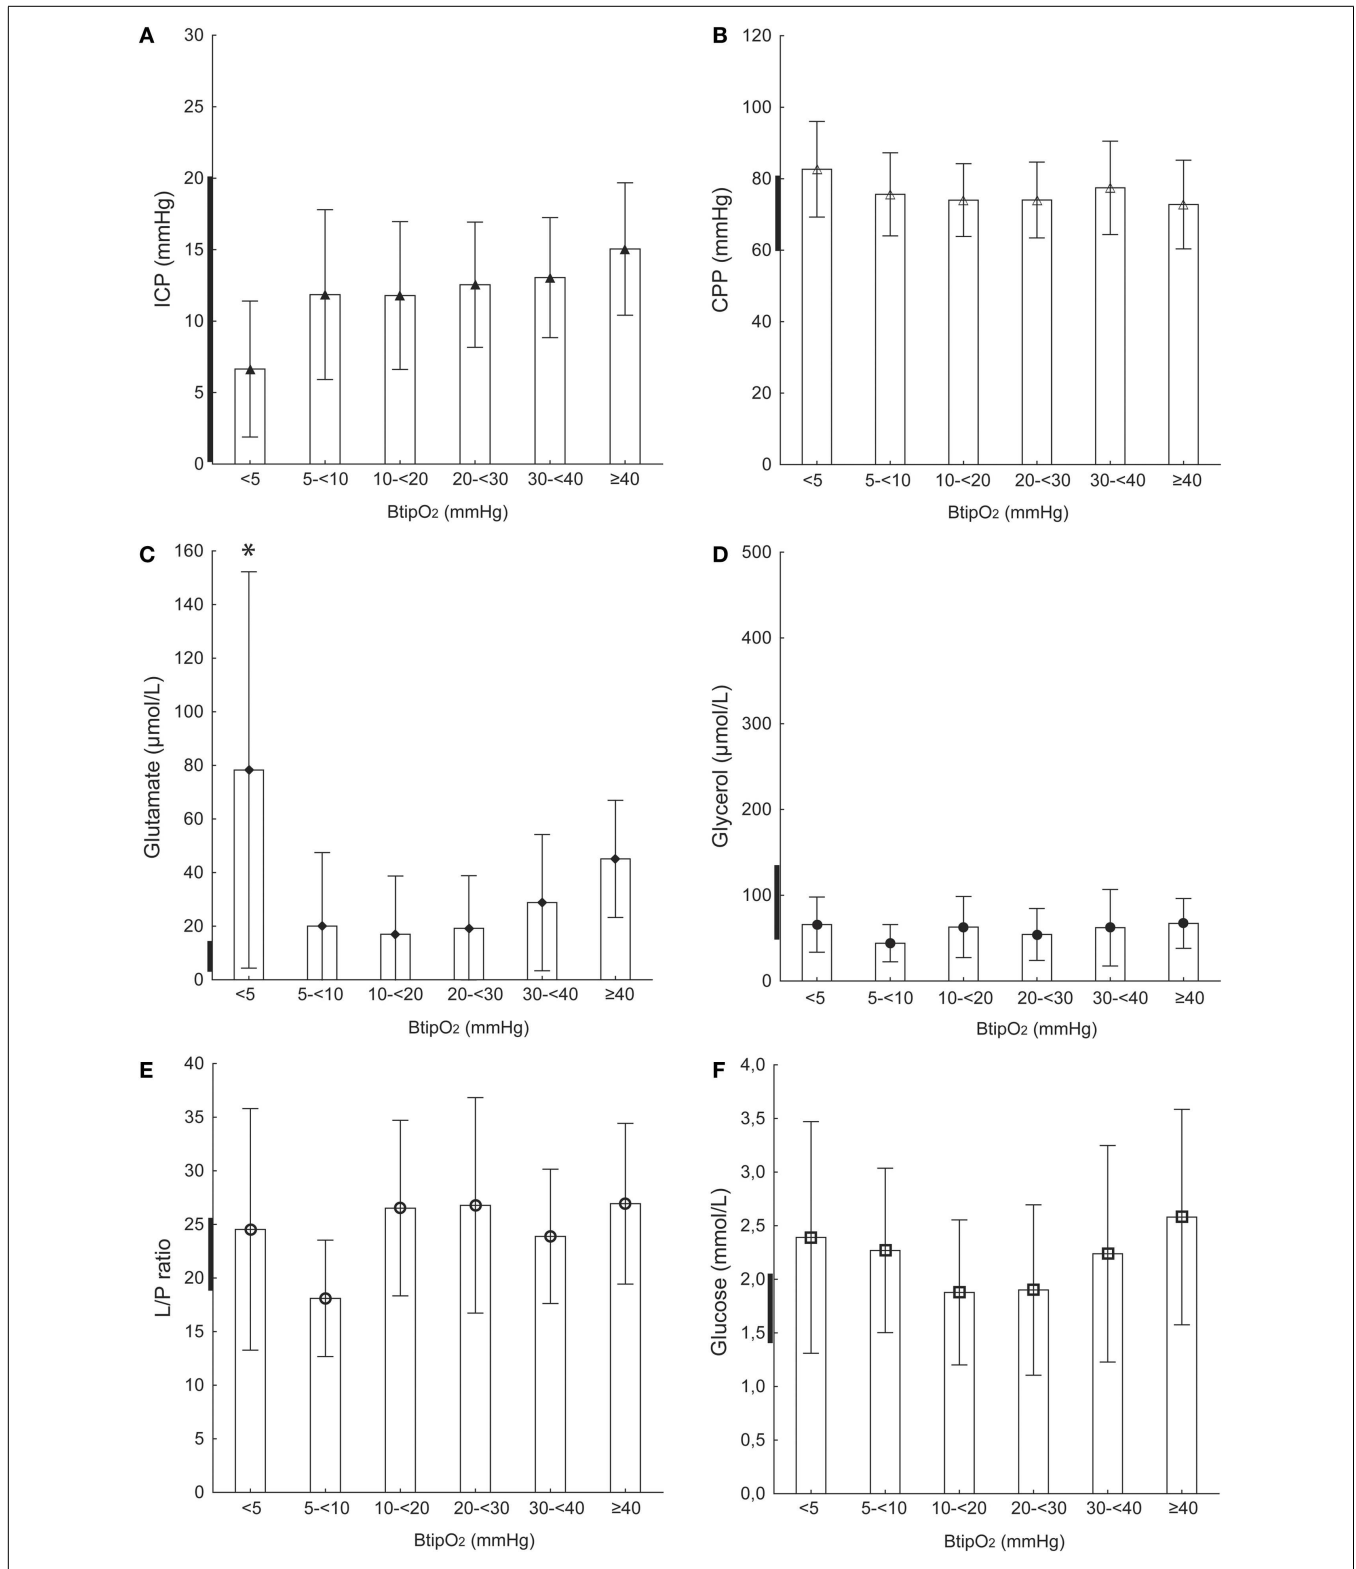 A
30
25
20
15
10
5
0
ICP (mmHg)
<5 5-<10 10-<20 20-<30 30-<40 ≥40
BtipO2 (mmHg)
B
120
100
80
60
40
20
0
CPP (mmHg)
<5 5-<10 10-<20 20-<30 30-<40 ≥40
BtipO2 (mmHg)
C
160
140
120
100
80
60
40
20
0
Glutamate (µmol/L)
*
<5 5-<10 10-<20 20-<30 30-<40 ≥40
BtipO2 (mmHg)
D
500
400
300
200
100
0
Glycerol (µmol/L)
<5 5-<10 10-<20 20-<30 30-<40 ≥40
BtipO2 (mmHg)
E
40
35
30
25
20
15
10
5
0
L/P ratio
<5 5-<10 10-<20 20-<30 30-<40 ≥40
BtipO2 (mmHg)
F
4,0
3,5
3,0
2,5
2,0
1,5
1,0
0,5
0,0
Glucose (mmol/L)
<5 5-<10 10-<20 20-<30 30-<40 ≥40
BtipO2 (mmHg)